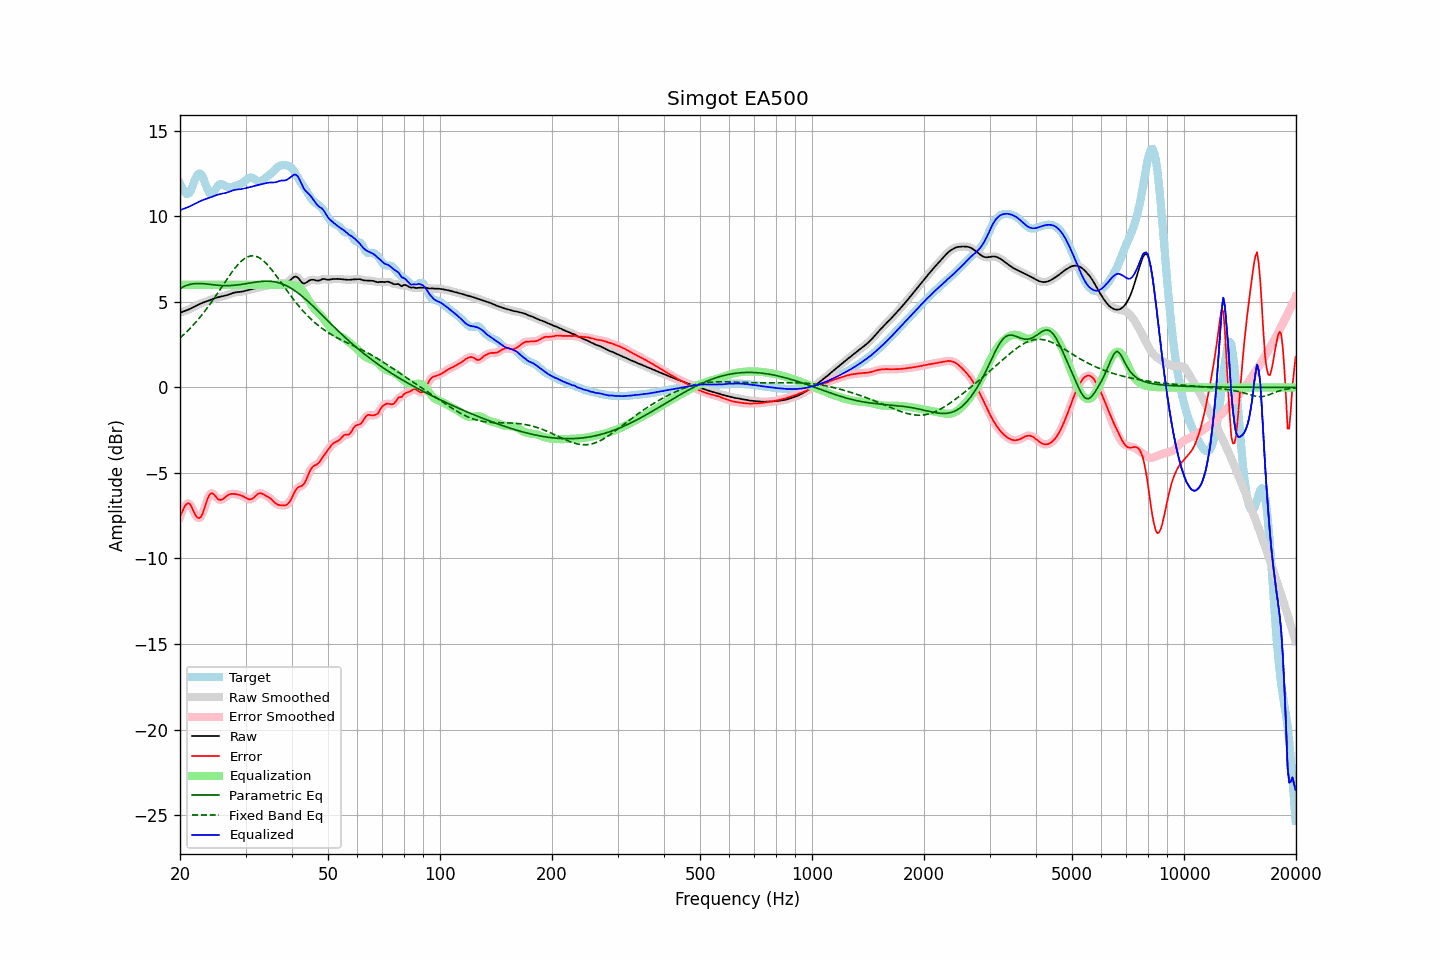 Simgot EA500
Amplitude (dBr)
15
10
5
0
−5
−10
−15
−20
−25
Target
Raw Smoothed
Error Smoothed
Raw
Error
Equalization
Parametric Eq
Fixed Band Eq
Equalized
20 50 100 200 500 1000 2000 5000 10000 20000
Frequency (Hz)